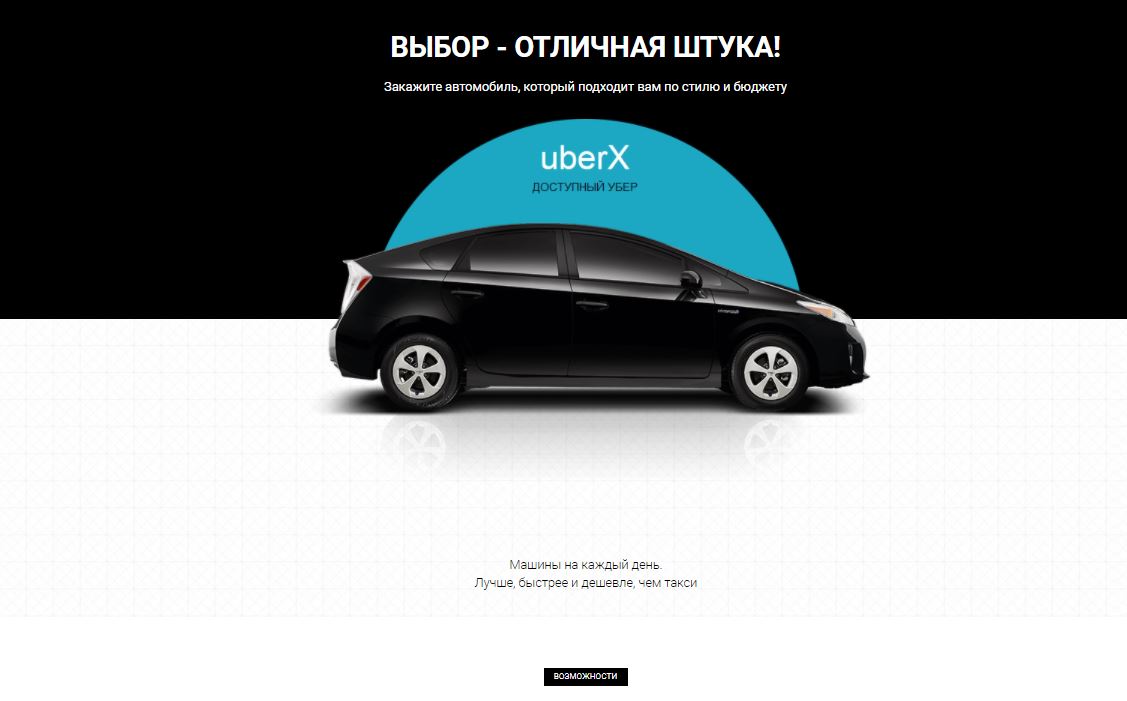 ВЫБОР - ОТЛИЧНАЯ ШТУКА!
Закажите автомобиль, который подходит вам по стилю и бюджету
uberX
ДОСТУПНЫЙ УБЕР
Машины на каждый день.
Лучше, быстрее и дешевле, чем такси
ВОЗМОЖНОСТИ